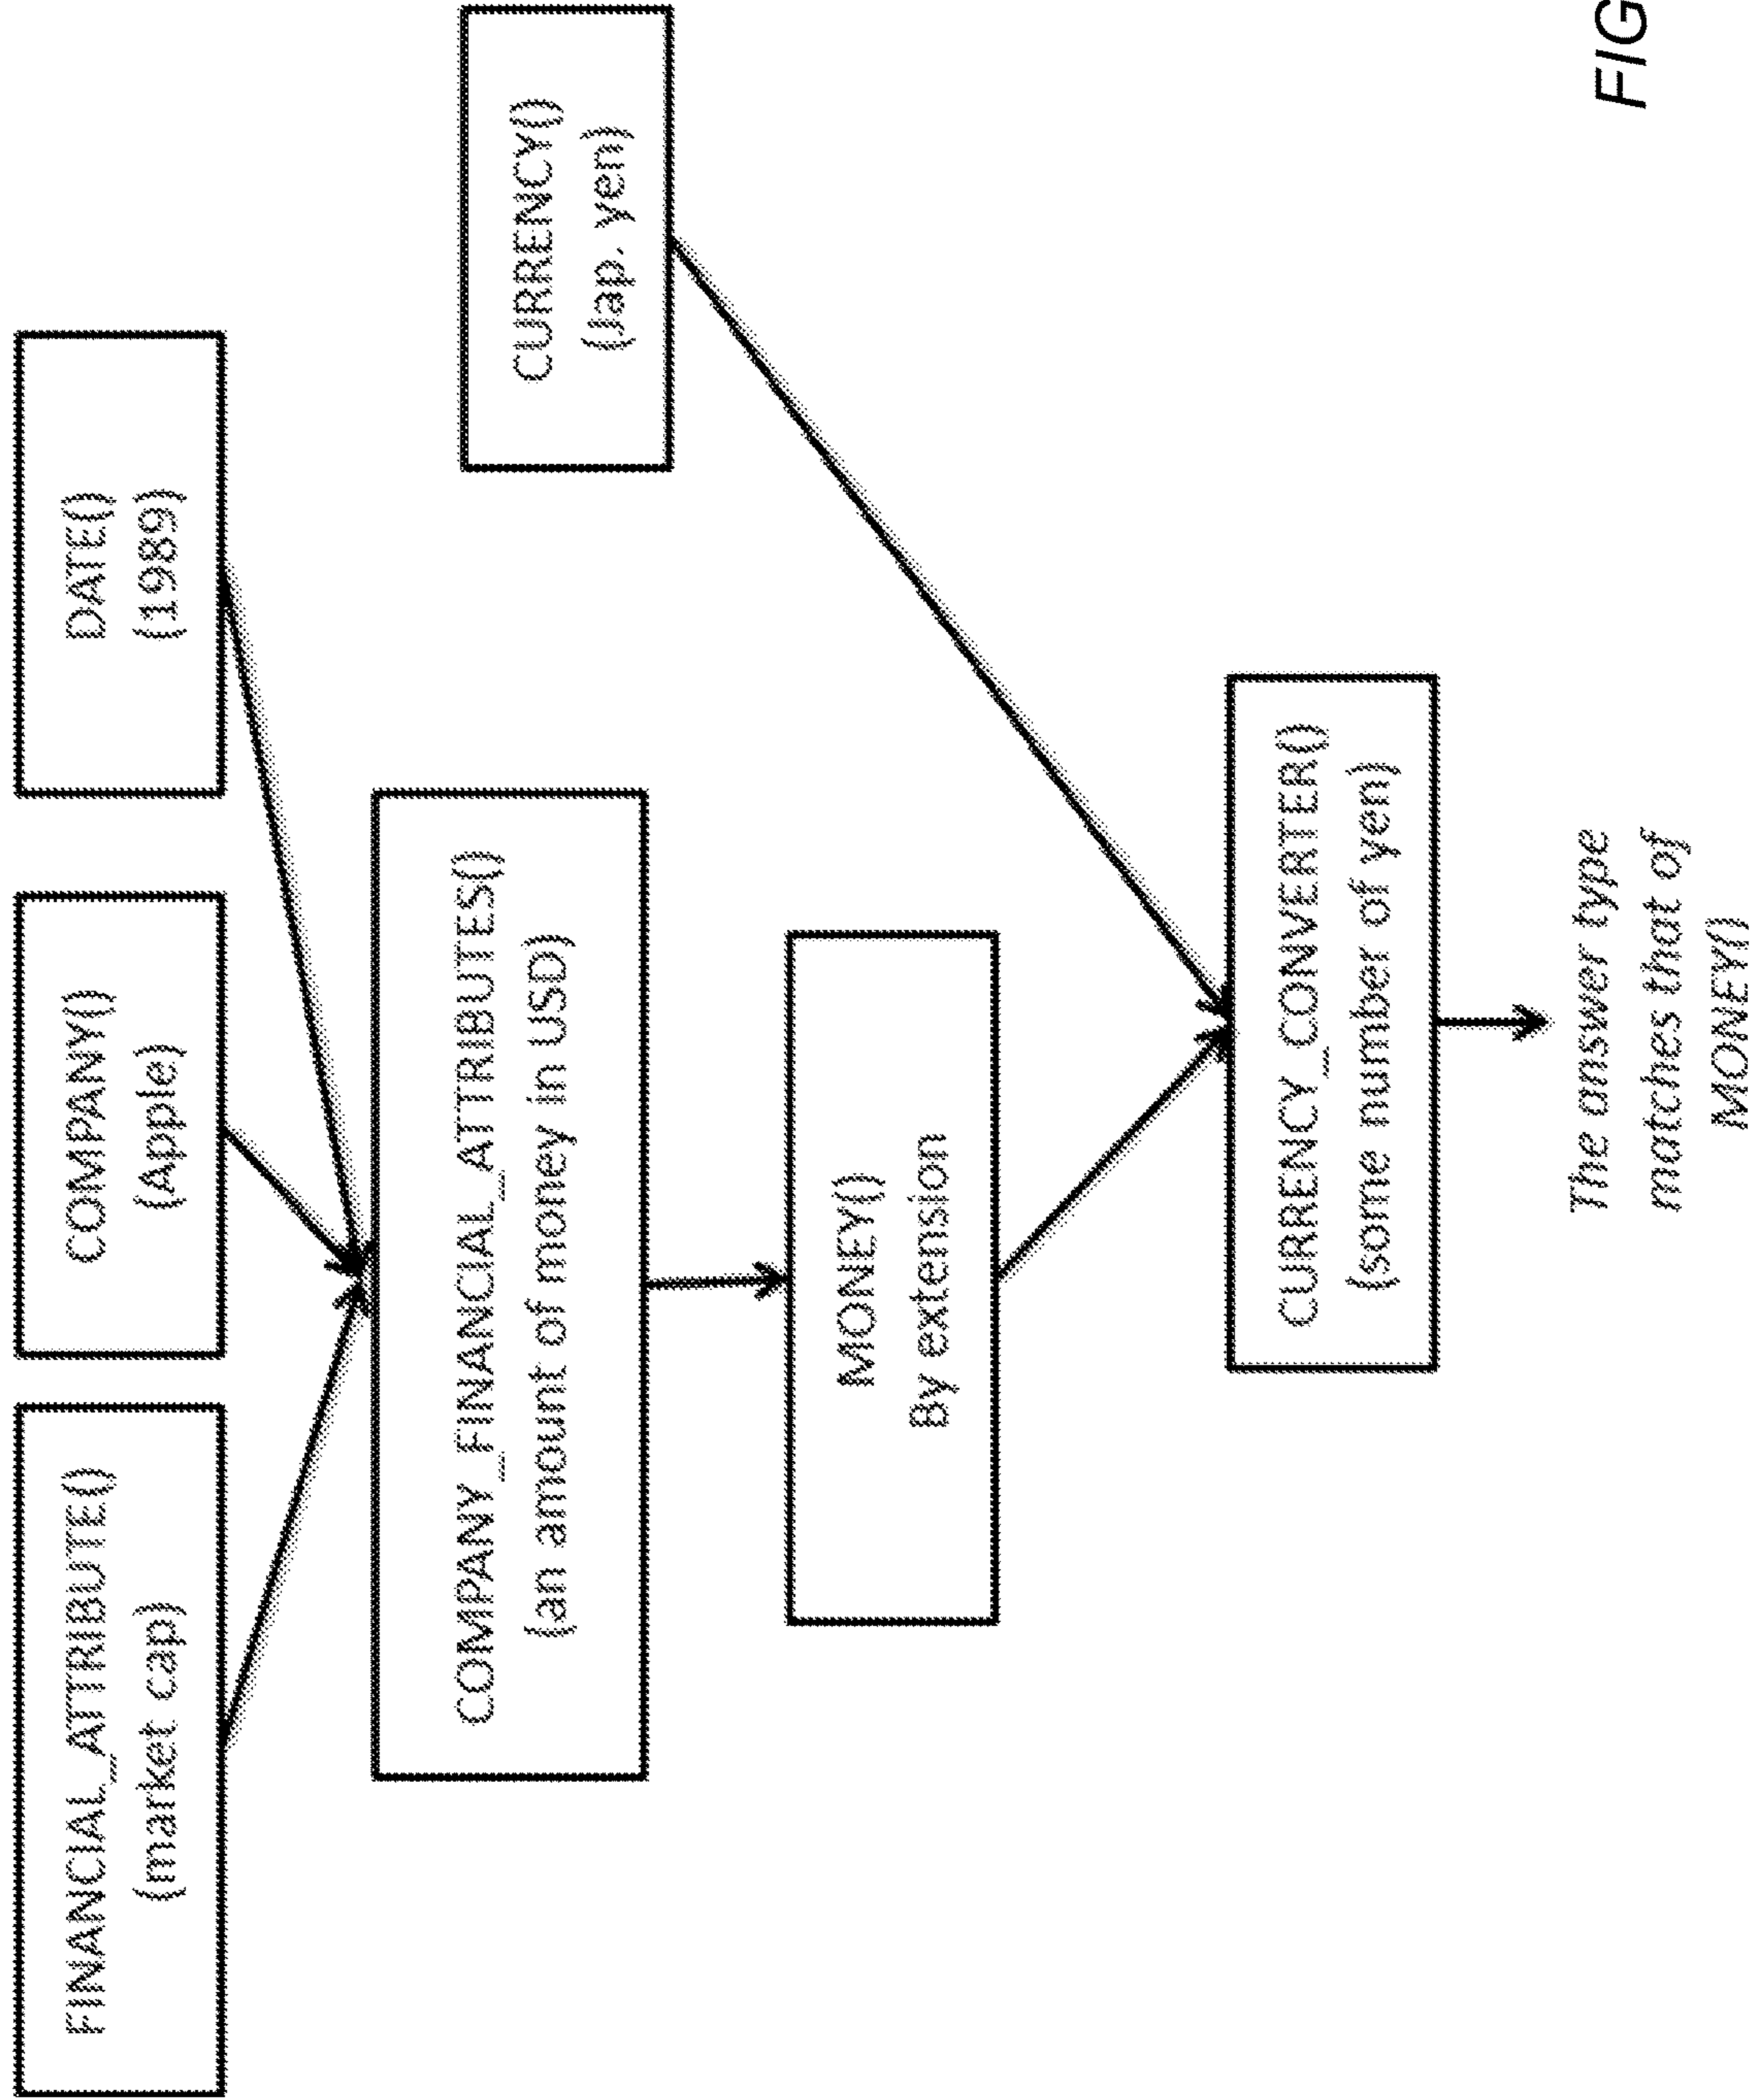 FINANCIAL_ATTRIBUTE()
(market cap)
COMPANY()
(Apple)
DATE()
(1989)
COMPANY_FINANCIAL_ATTRIBUTES()
(an amount of money in USD)
CURRENCY()
(Jap. yen)
MONEY()
By extension
CURRENCY_CONVERTER()
(some number of yen)
The answer type
matches that of
MONEY()
FIG